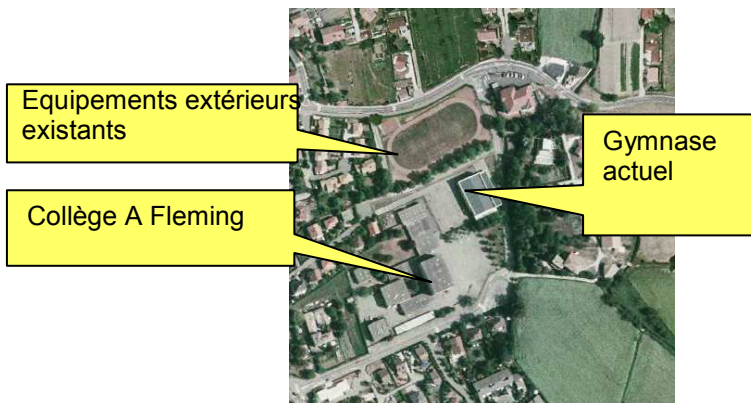 Equipements extérieurs
existants
Gymnase
actuel
Collège A Fleming